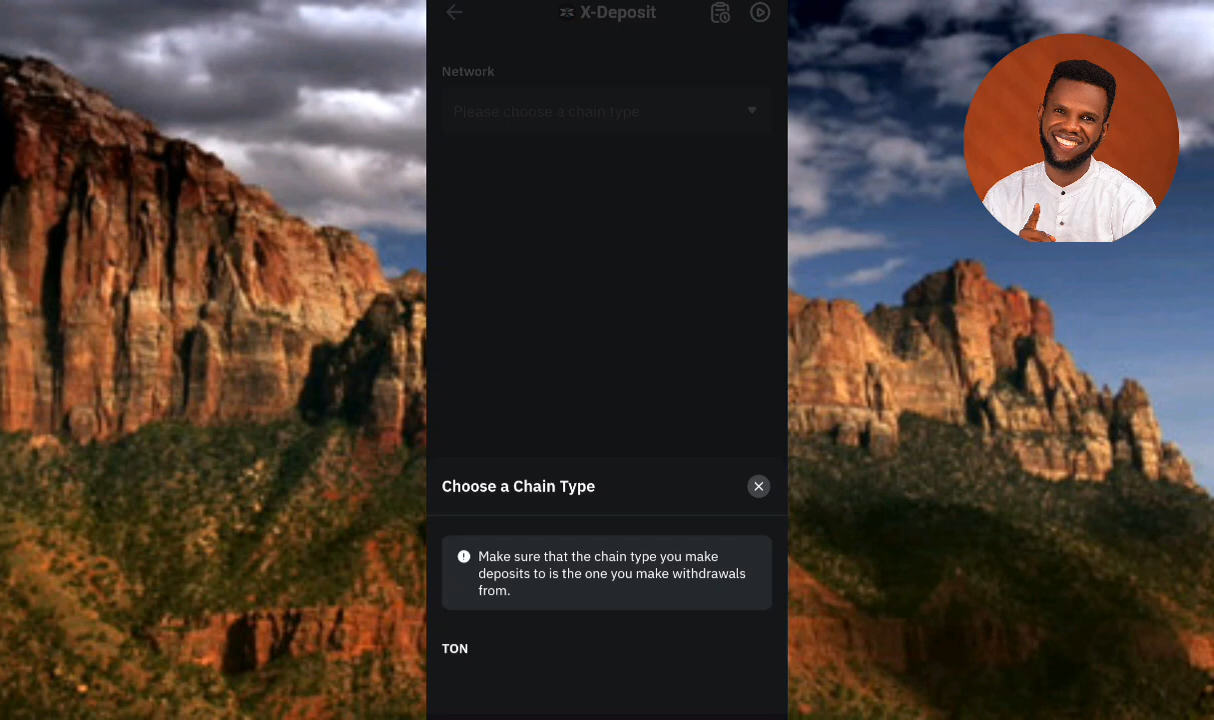 X-Deposit
Network
Please choose a chain type
Choose a Chain Type
Make sure that the chain type you make
deposits to is the one you make withdrawals
from.
TON